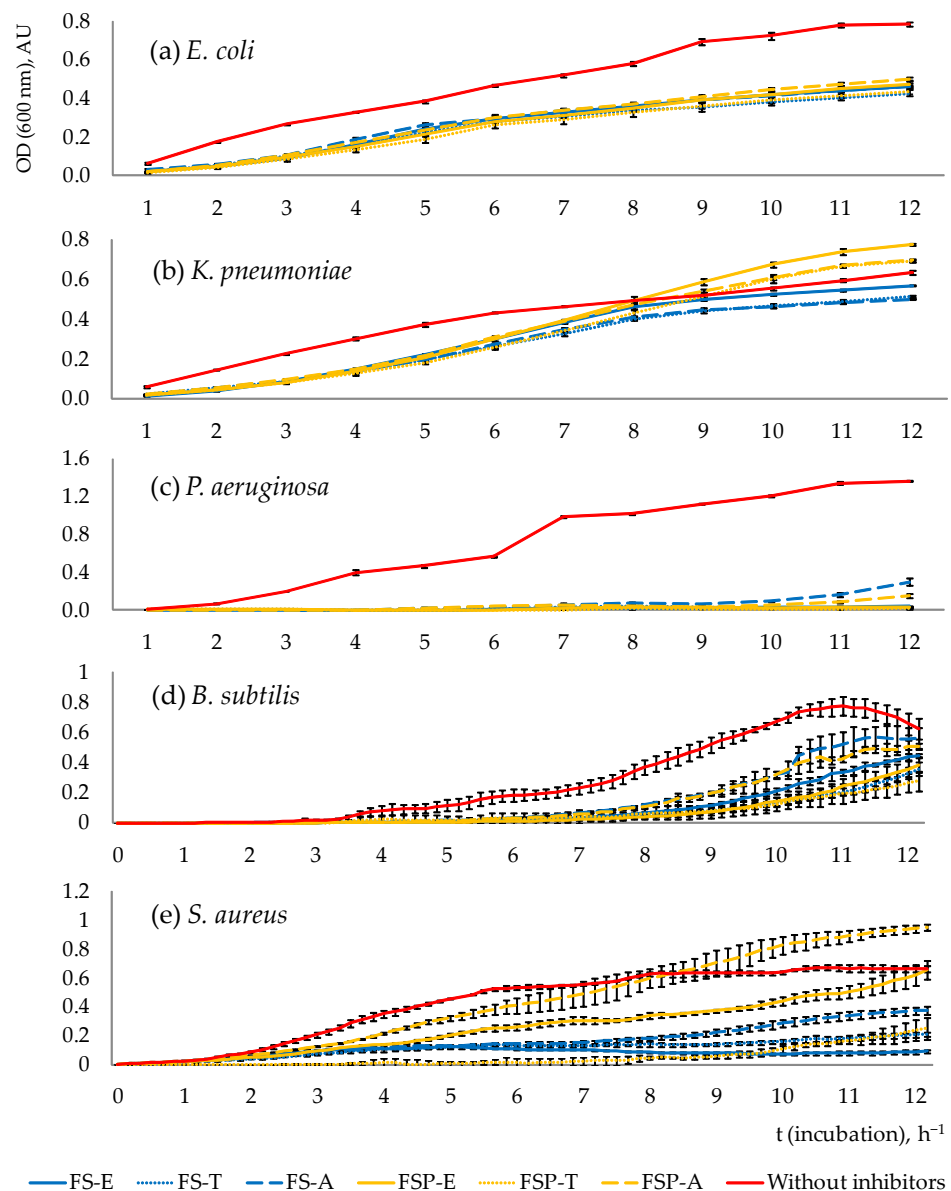 OD (600 nm), AU
(a) E. coli
0.8
0.6
0.4
0.2
0.0
1 2 3 4 5 6 7 8 9 10 11 12
(b) K. pneumoniae
0.8
0.6
0.4
0.2
0.0
1 2 3 4 5 6 7 8 9 10 11 12
(c) P. aeruginosa
1.6
1.2
0.8
0.4
0.0
1 2 3 4 5 6 7 8 9 10 11 12
(d) B. subtilis
1
0.8
0.6
0.4
0.2
0
0 1 2 3 4 5 6 7 8 9 10 11 12
(e) S. aureus
1.2
1
0.8
0.6
0.4
0.2
0
0 1 2 3 4 5 6 7 8 9 10 11 12
t (incubation), h⁻¹
FS-E FS-T FS-A FSP-E FSP-T FSP-A Without inhibitors